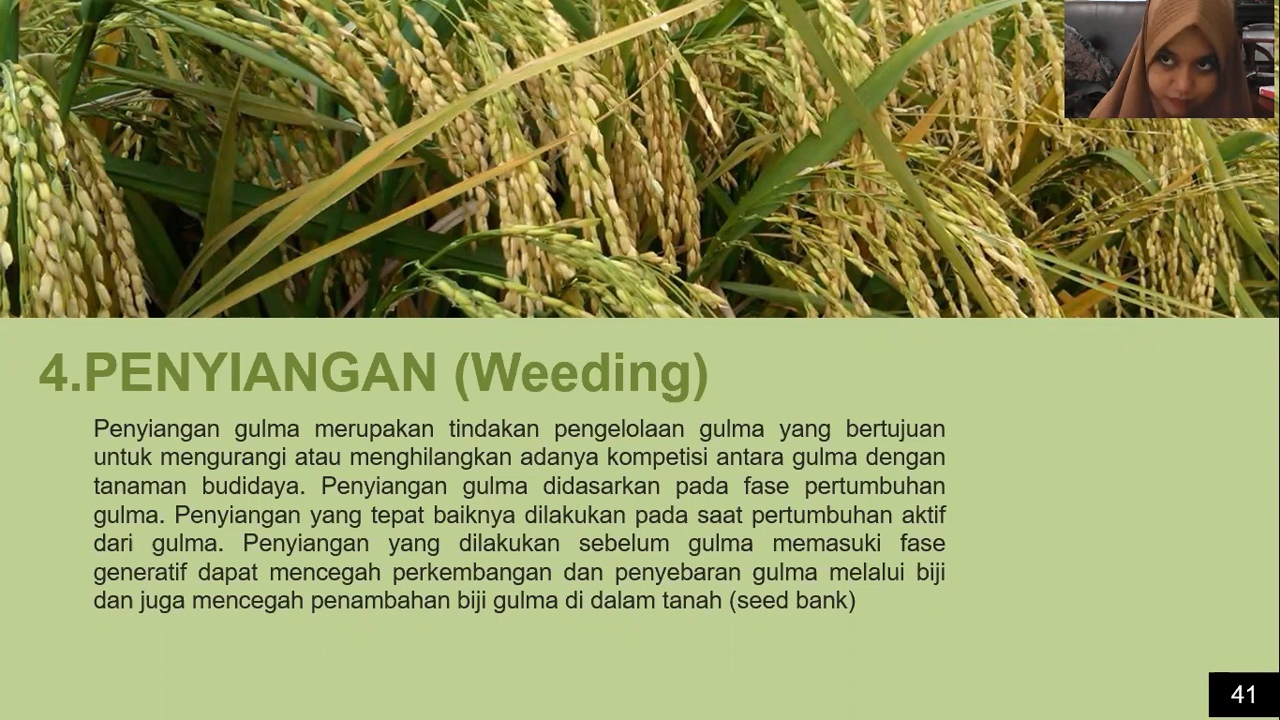 4.PENYIANGAN (Weeding)
Penyiangan gulma merupakan tindakan pengelolaan gulma yang bertujuan
untuk mengurangi atau menghilangkan adanya kompetisi antara gulma dengan
tanaman budidaya. Penyiangan gulma didasarkan pada fase pertumbuhan
gulma. Penyiangan yang tepat baiknya dilakukan pada saat pertumbuhan aktif
dari gulma. Penyiangan yang dilakukan sebelum gulma memasuki fase
generatif dapat mencegah perkembangan dan penyebaran gulma melalui biji
dan juga mencegah penambahan biji gulma di dalam tanah (seed bank)
41